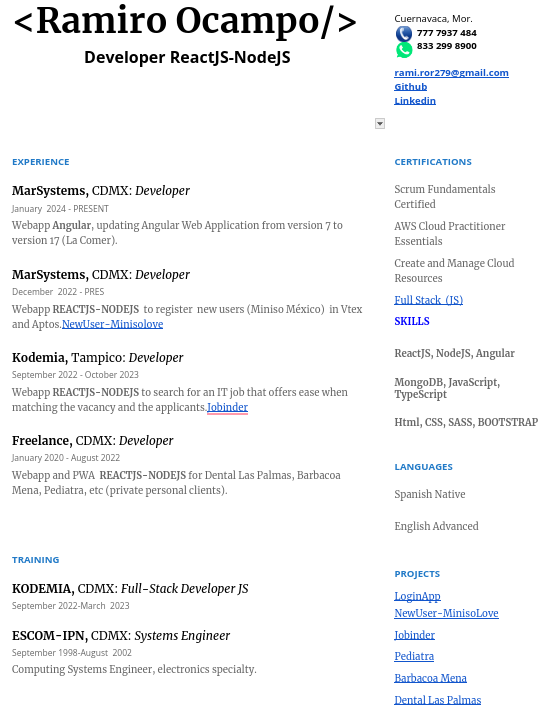 <Ramiro Ocampo/>
Developer ReactJS-NodeJS
Cuernavaca, Mor.
777 7937 484
833 299 8900
rami.ror279@gmail.com
Github
Linkedin
EXPERIENCE
MarSystems, CDMX: Developer
January 2024 - PRESENT
Webapp Angular, updating Angular Web Application from version 7 to
version 17 (La Comer).
MarSystems, CDMX: Developer
December 2022 - PRES
Webapp REACTJS-NODEJS to register new users (Miniso México) in Vtex
and Aptos.NewUser-Minisolove
Kodemia, Tampico: Developer
September 2022 - October 2023
Webapp REACTJS-NODEJS to search for an IT job that offers ease when
matching the vacancy and the applicants.Jobinder
Freelance, CDMX: Developer
January 2020 - August 2022
Webapp and PWA REACTJS-NODEJS for Dental Las Palmas, Barbacoa
Mena, Pediatra, etc (private personal clients).
TRAINING
KODEMIA, CDMX: Full-Stack Developer JS
September 2022-March 2023
ESCOM-IPN, CDMX: Systems Engineer
September 1998-August 2002
Computing Systems Engineer, electronics specialty.
CERTIFICATIONS
Scrum Fundamentals
Certified
AWS Cloud Practitioner
Essentials
Create and Manage Cloud
Resources
Full Stack (JS)
SKILLS
ReactJS, NodeJS, Angular
MongoDB, JavaScript,
TypeScript
Html, CSS, SASS, BOOTSTRAP
LANGUAGES
Spanish Native
English Advanced
PROJECTS
LoginApp
NewUser-MinisoLove
Jobinder
Pediatra
Barbacoa Mena
Dental Las Palmas